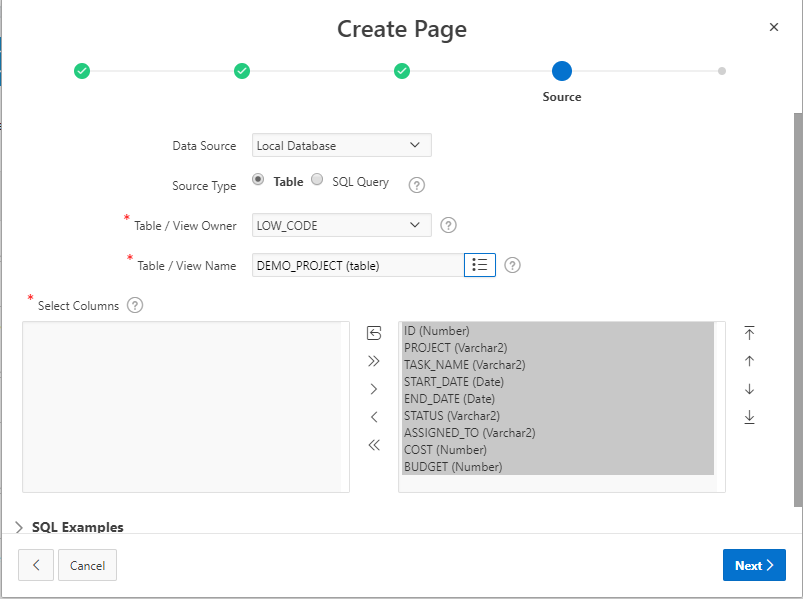 Create Page
Source
Data Source Local Database
Source Type Table SQL Query ?
* Table / View Owner LOW_CODE ?
* Table / View Name DEMO_PROJECT (table) ?
* Select Columns ?
ID (Number)
PROJECT (Varchar2)
TASK_NAME (Varchar2)
START_DATE (Date)
END_DATE (Date)
STATUS (Varchar2)
ASSIGNED_TO (Varchar2)
COST (Number)
BUDGET (Number)
SQL Examples
Cancel Next